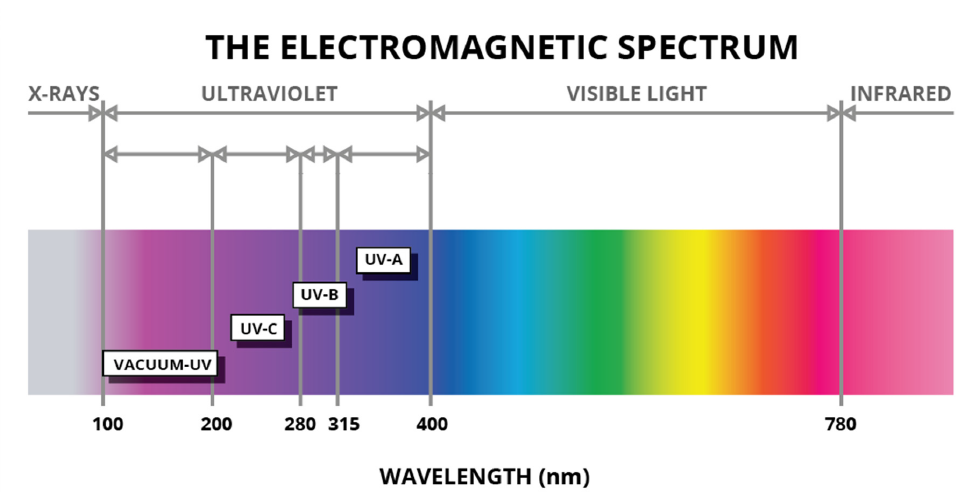 THE ELECTROMAGNETIC SPECTRUM
X-RAYS ULTRAVIOLET VISIBLE LIGHT INFRARED
UV-A
UV-B
UV-C
VACUUM-UV
100 200 280 315 400 780
WAVELENGTH (nm)